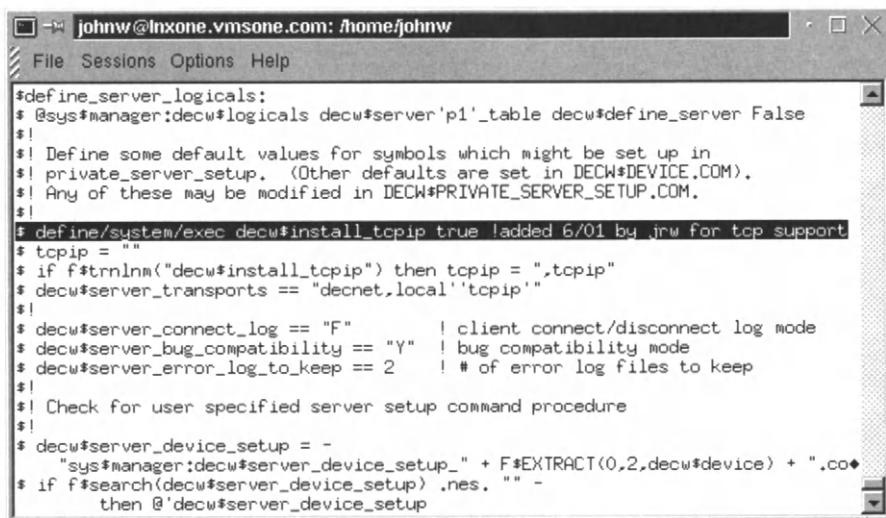 johnw@lnxone.vmsone.com: /home/johnw
File Sessions Options Help
$define_server_logicals:
$ @sys$manager:decw$logicals decw$server'p1'_table decw$define_server False
$!
$! Define some default values for symbols which might be set up in
$! private_server_setup. (Other defaults are set in DECW$DEVICE.COM).
$! Any of these may be modified in DECW$PRIVATE_SERVER_SETUP.COM.
$!
$ define/system/exec decw$install_tcpip true !added 6/01 by jrw for tcp support
$ tcpip = ""
$ if f$trnlnm("decw$install_tcpip") then tcpip = ",tcpip"
$ decw$server_transports == "decnet,local''tcpip'"
$!
$ decw$server_connect_log == "F" ! client connect/disconnect log mode
$ decw$server_bug_compatibility == "Y" ! bug compatibility mode
$ decw$server_error_log_to_keep == 2 ! # of error log files to keep
$!
$! Check for user specified server setup command procedure
$!
$ decw$server_device_setup = -
"sys$manager:decw$server_device_setup_" + F$EXTRACT(0,2,decw$device) + ".co◆
$ if f$search(decw$server_device_setup) .nes. "" -
then @'decw$server_device_setup